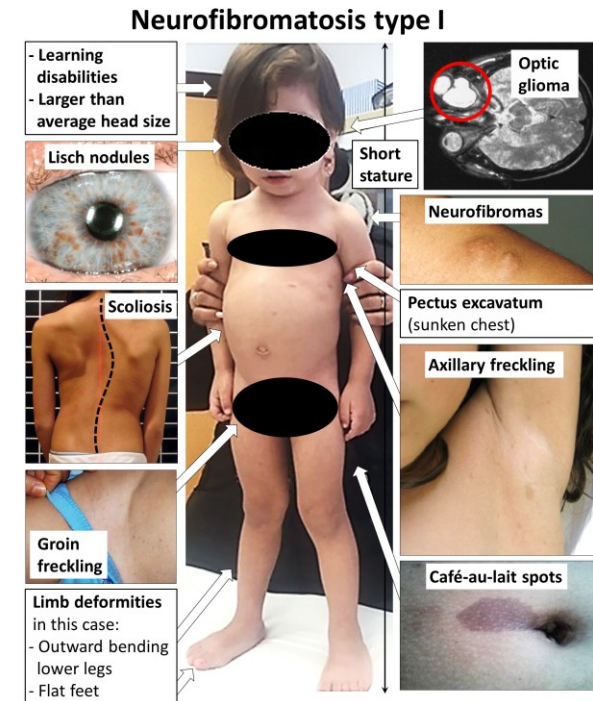 Neurofibromatosis type I
- Learning
disabilities
- Larger than
average head size
Optic
glioma
Lisch nodules
Short
stature
Neurofibromas
Scoliosis
Pectus excavatum
(sunken chest)
Axillary freckling
Groin
freckling
Café-au-lait spots
Limb deformities
in this case:
- Outward bending
lower legs
- Flat feet